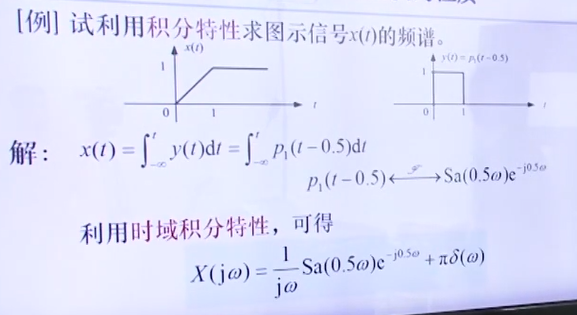 [例] 试利用积分特性求图示信号x(t)的频谱。
x(t)
1
0 1 t
y(t) = p₁(t−0.5)
1
0 1 t
解： x(t) = ∫_{-∞}^{t} y(t)dt = ∫_{-∞}^{t} p₁(t−0.5)dt
p₁(t−0.5) ←ℱ→ Sa(0.5ω)e^{-j0.5ω}
利用时域积分特性，可得
X(jω) = \frac{1}{jω} Sa(0.5ω)e^{-j0.5ω} + πδ(ω)